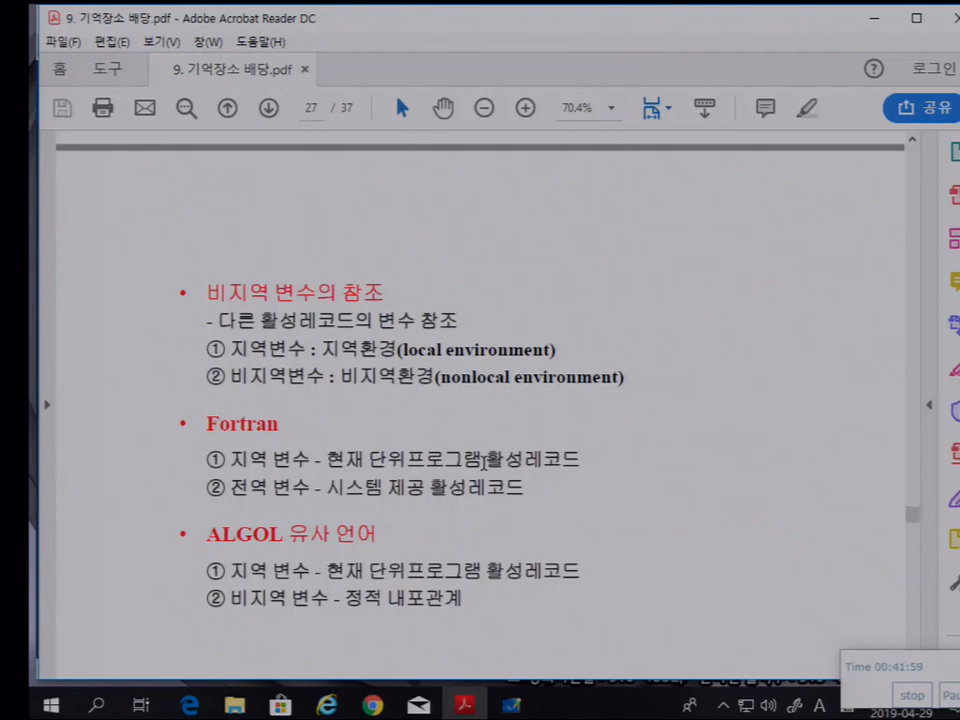 9. 기억장소 배당.pdf - Adobe Acrobat Reader DC
파일(F) 편집(E) 보기(V) 창(W) 도움말(H)
홈 도구 9. 기억장소 배당.pdf × 로그인
27 / 37 70.4% 공유
• 비지역 변수의 참조
- 다른 활성레코드의 변수 참조
① 지역변수 : 지역환경(local environment)
② 비지역변수 : 비지역환경(nonlocal environment)
• Fortran
① 지역 변수 - 현재 단위프로그램 활성레코드
② 전역 변수 - 시스템 제공 활성레코드
• ALGOL 유사 언어
① 지역 변수 - 현재 단위프로그램 활성레코드
② 비지역 변수 - 정적 내포관계
Time 00:41:59
stop
A
2019-04-29